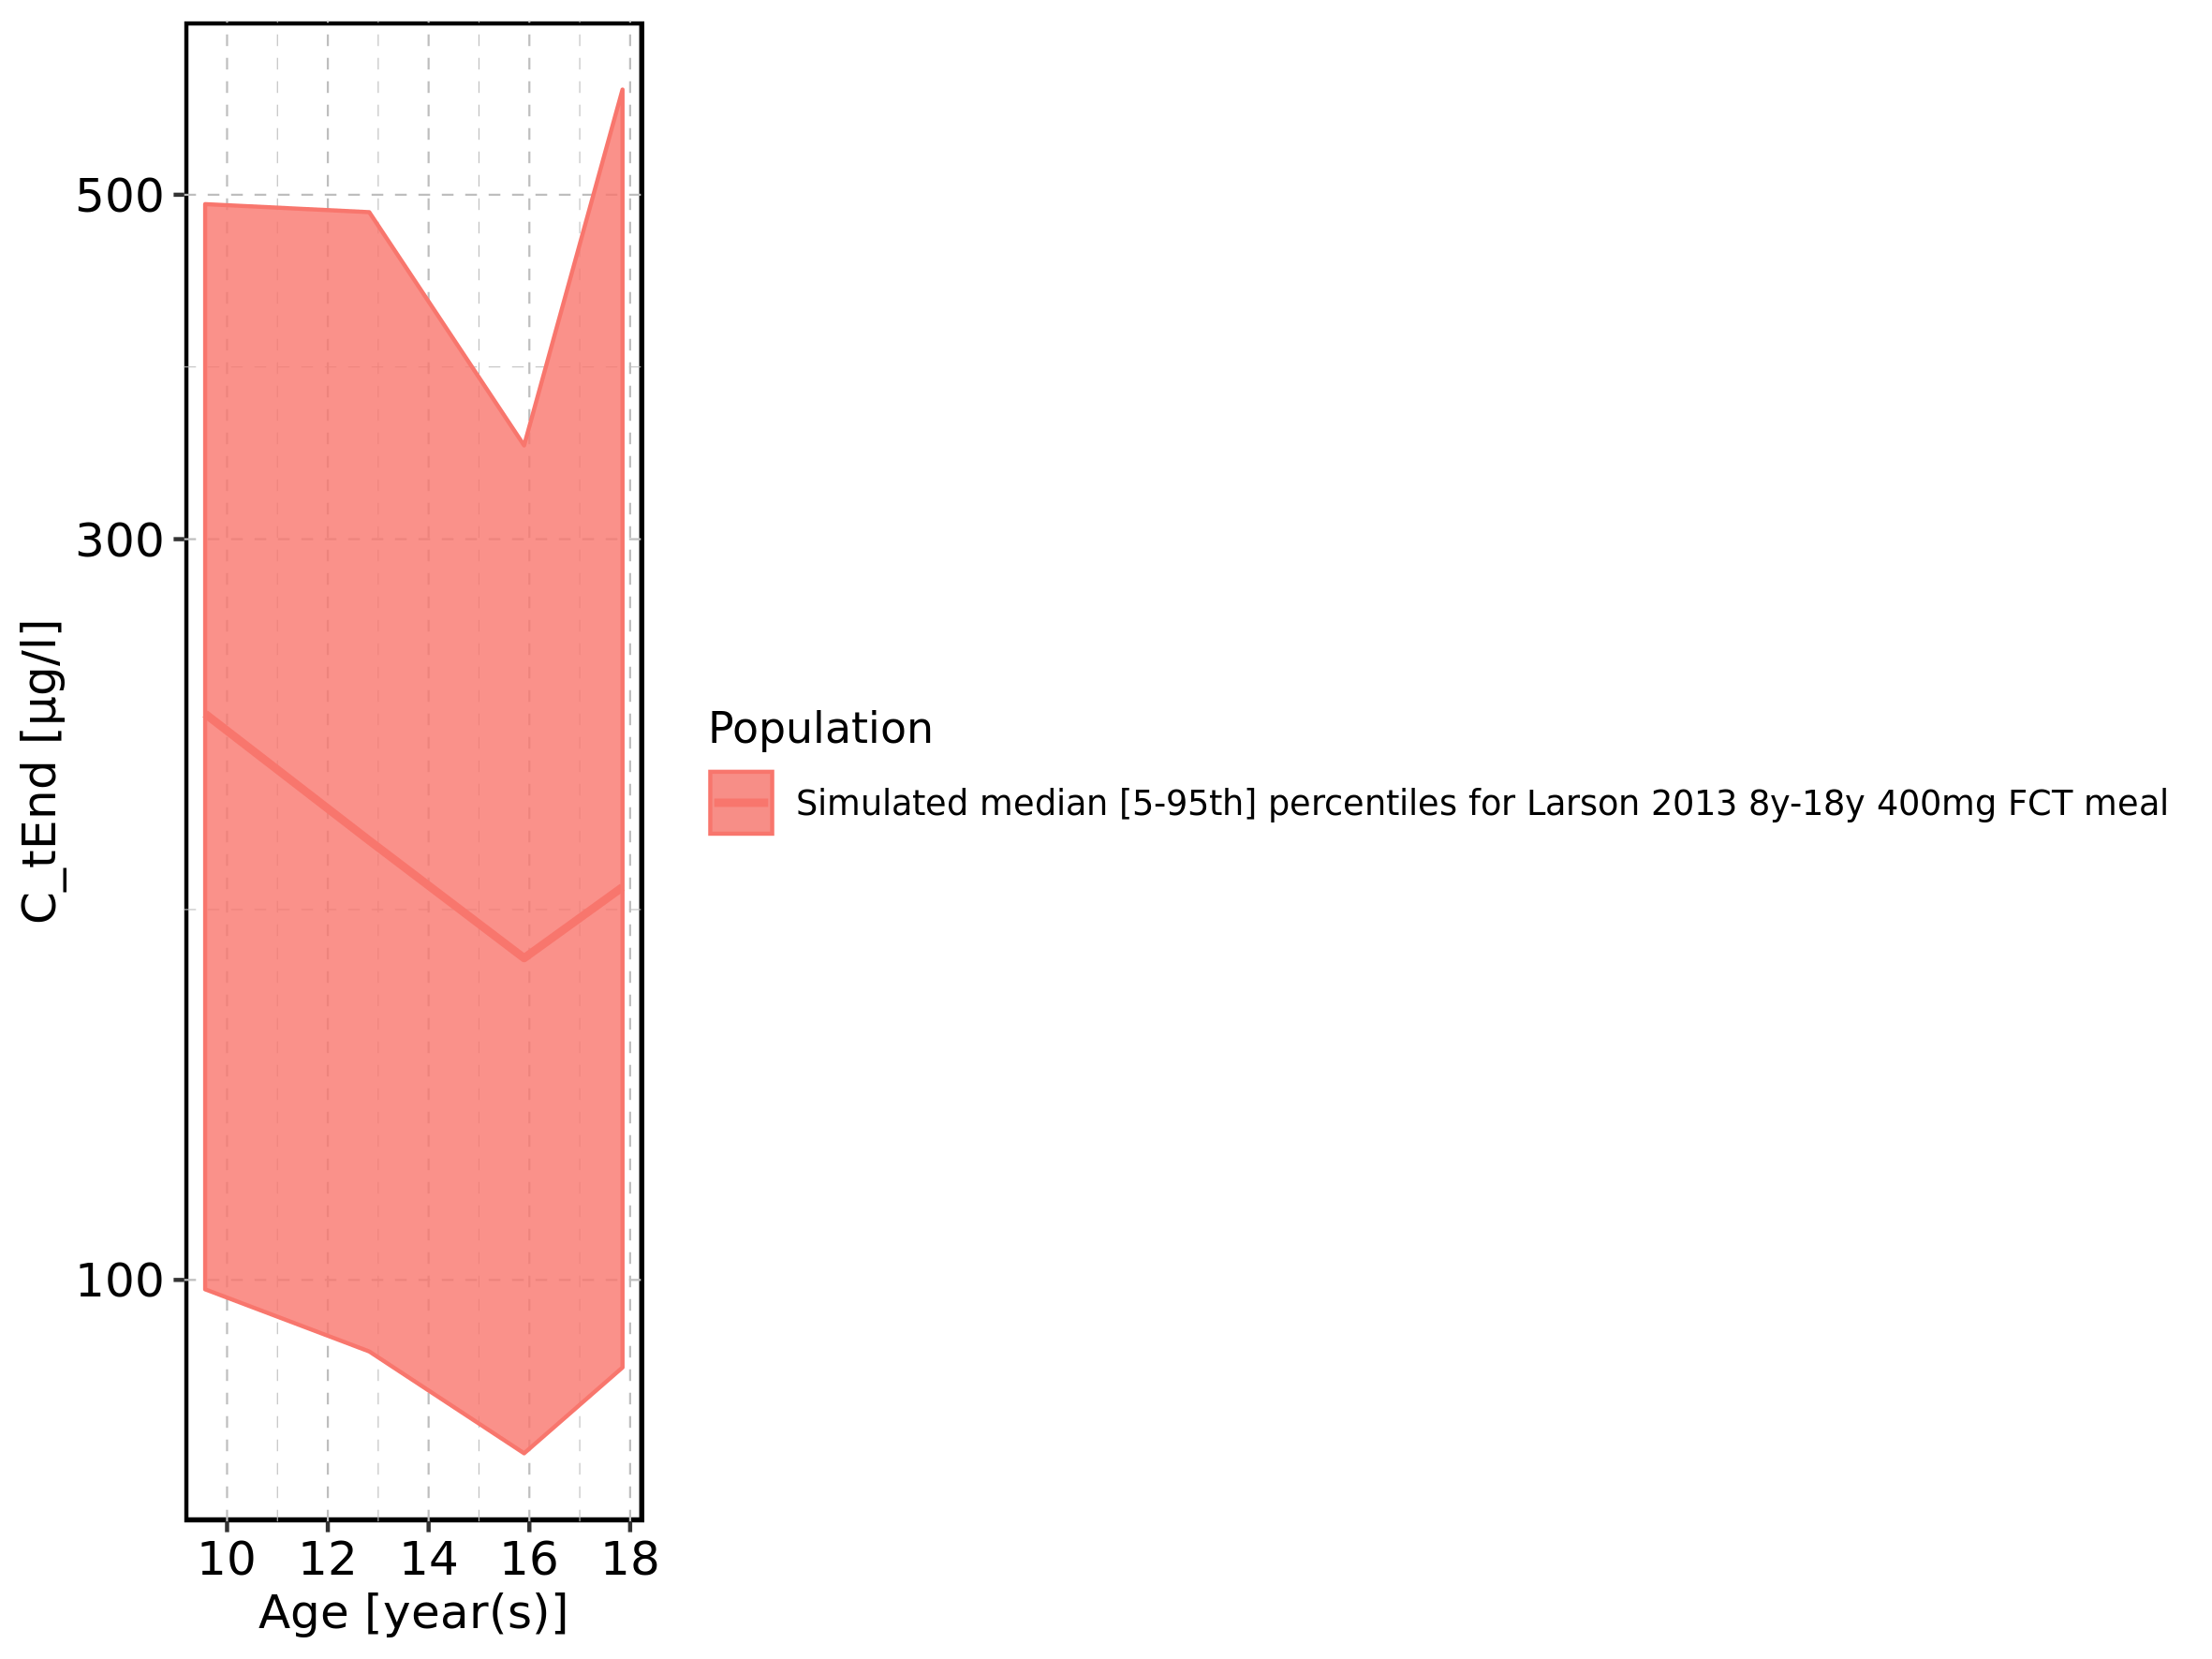 500
300
100
C_tEnd [µg/l]
10 12 14 16 18
Age [year(s)]
Population
Simulated median [5-95th] percentiles for Larson 2013 8y-18y 400mg FCT meal